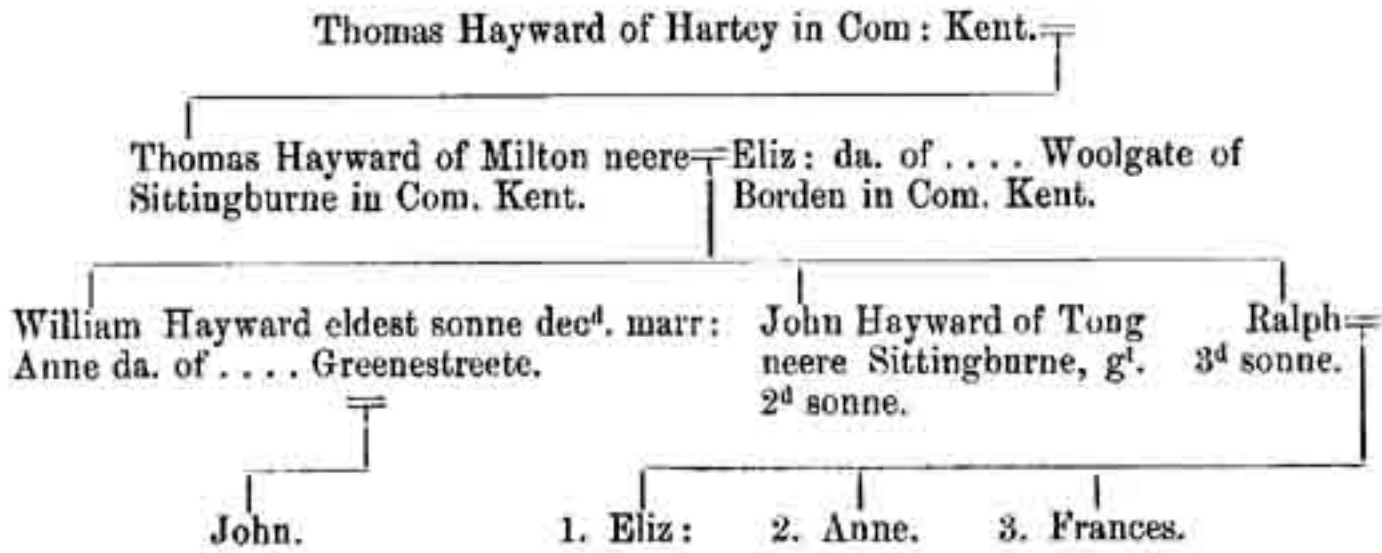 Thomas Hayward of Hartey in Com : Kent.
Thomas Hayward of Milton neere
Sittingburne in Com. Kent.
Eliz: da. of . . . . Woolgate of
Borden in Com. Kent.
William Hayward eldest sonne decᵈ. marr:
Anne da. of . . . . Greenestreete.
John Hayward of Tong
neere Sittingburne, gᵗ.
2ᵈ sonne.
Ralph
3ᵈ sonne.
John.
1. Eliz: 2. Anne. 3. Frances.